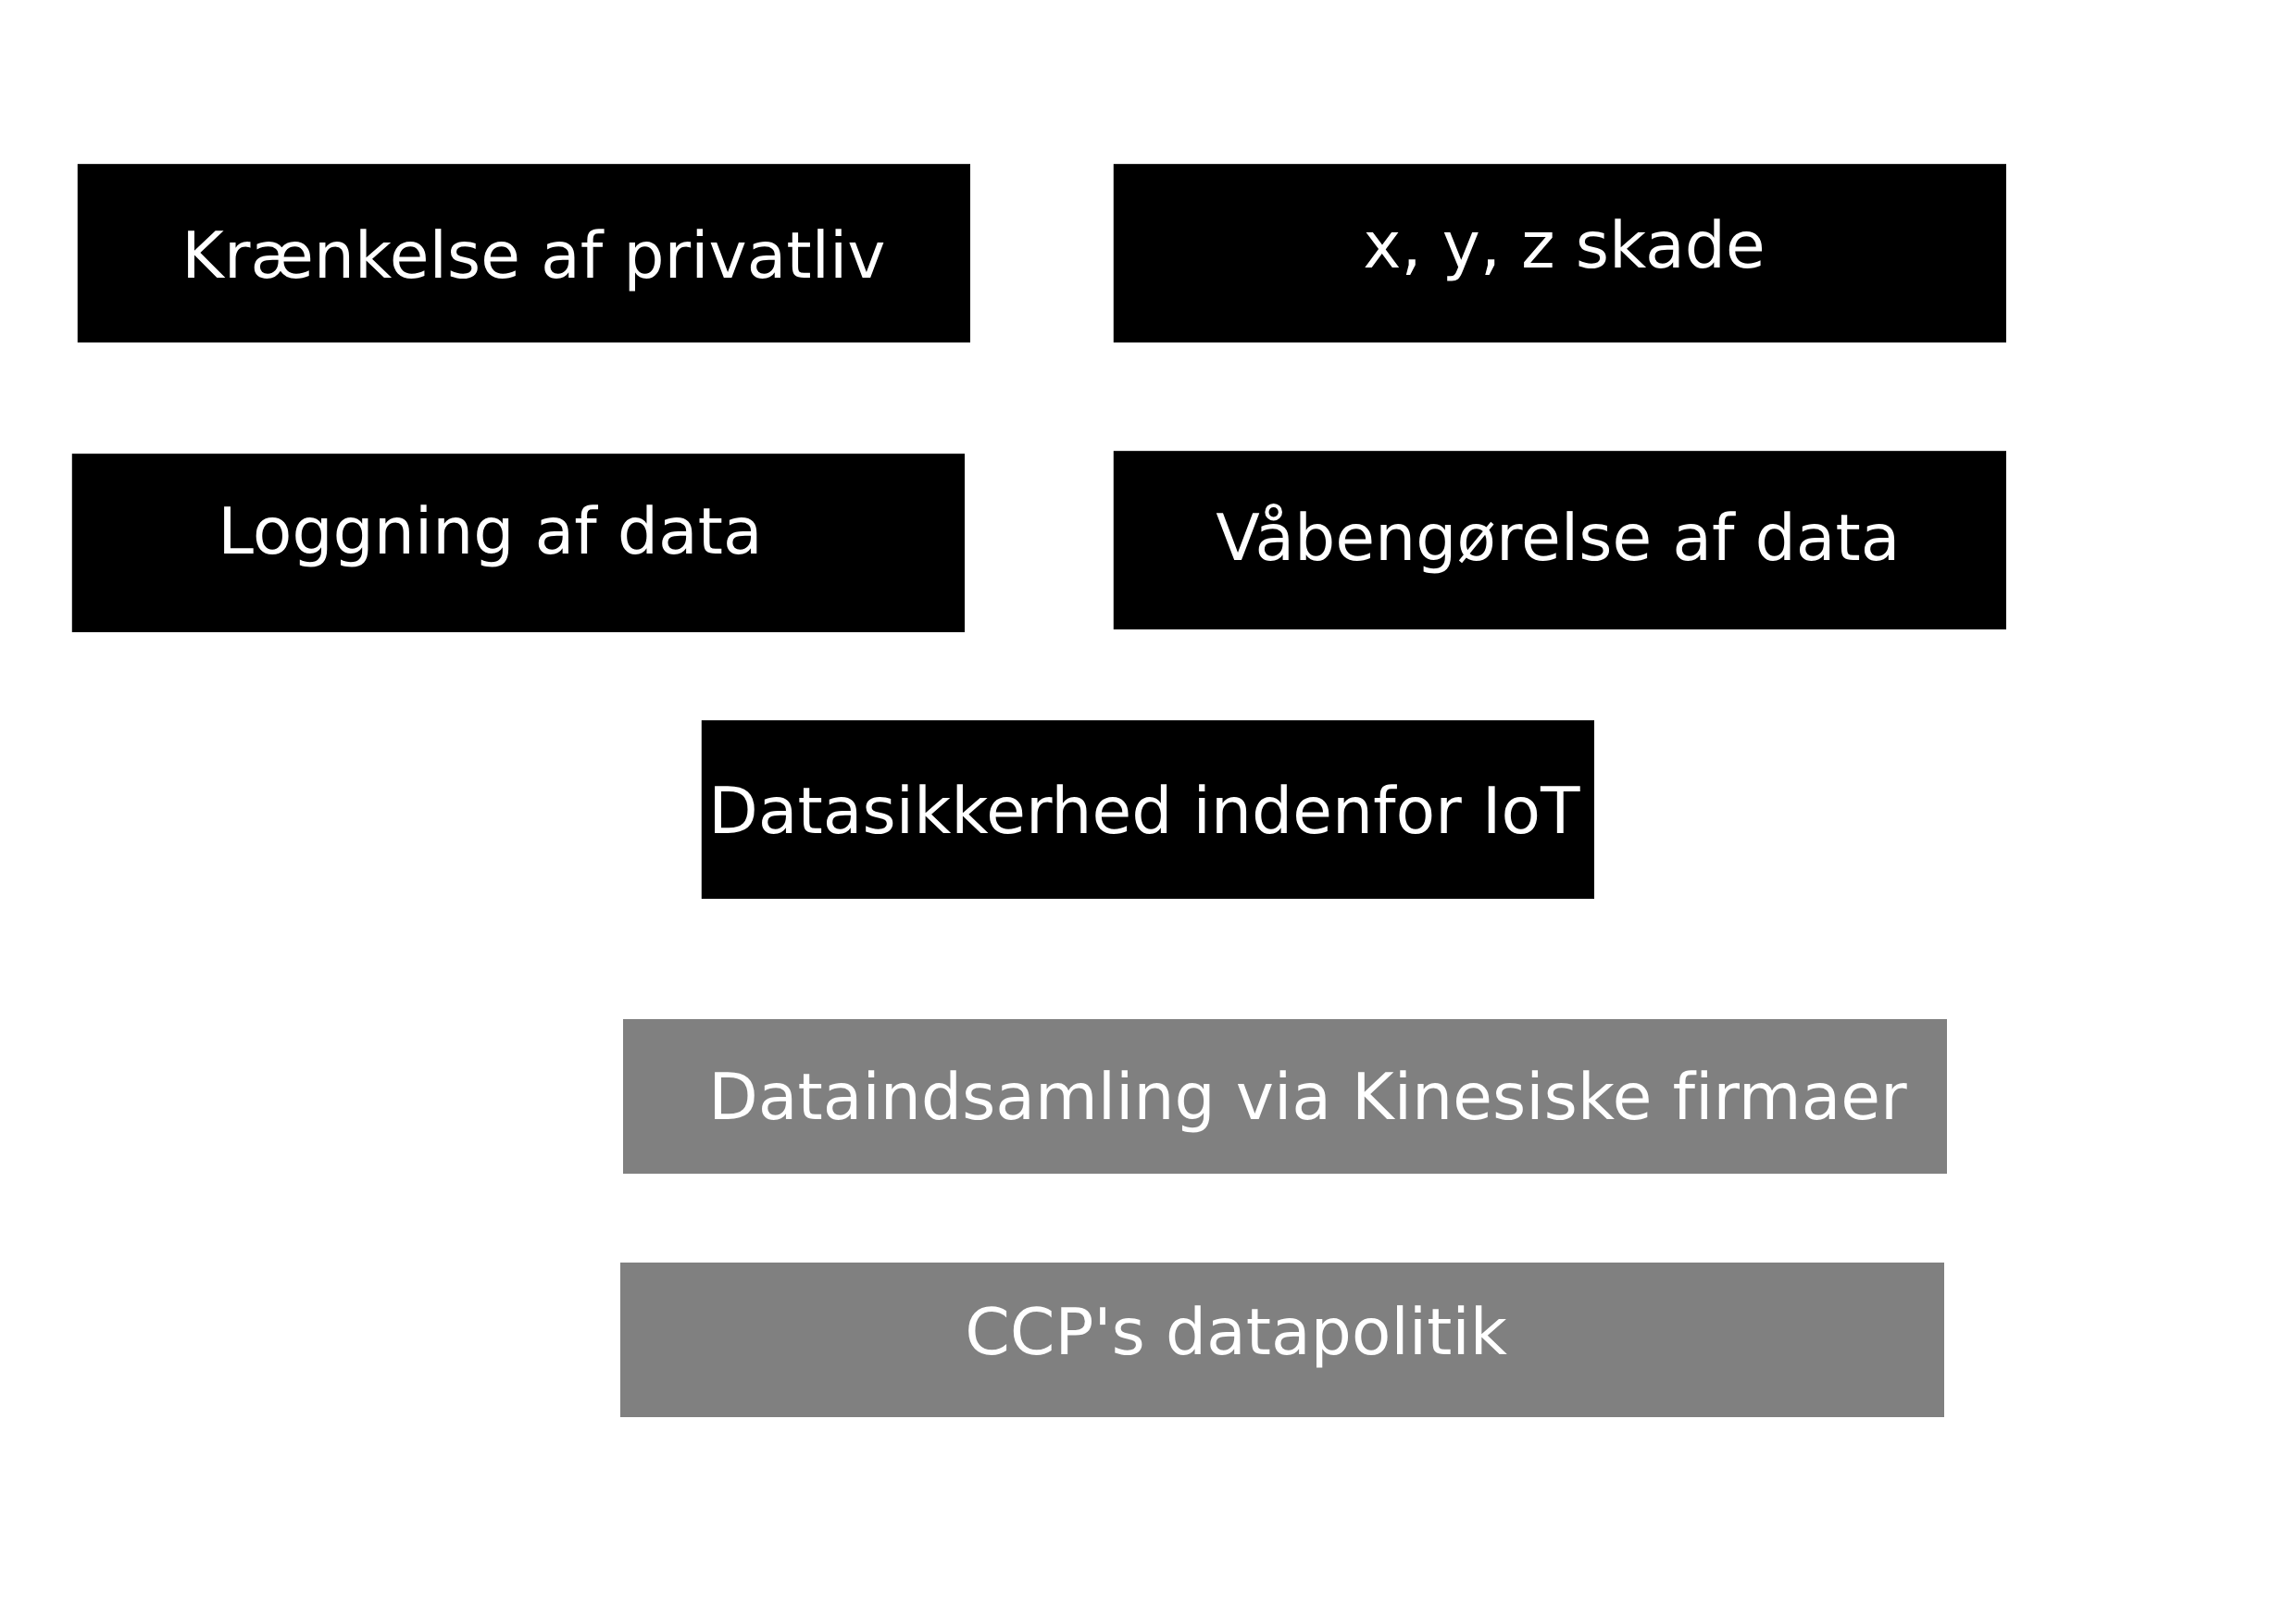 Krænkelse af privatliv
x, y, z skade
Loggning af data
Våbengørelse af data
Datasikkerhed indenfor IoT
Dataindsamling via Kinesiske firmaer
CCP's datapolitik